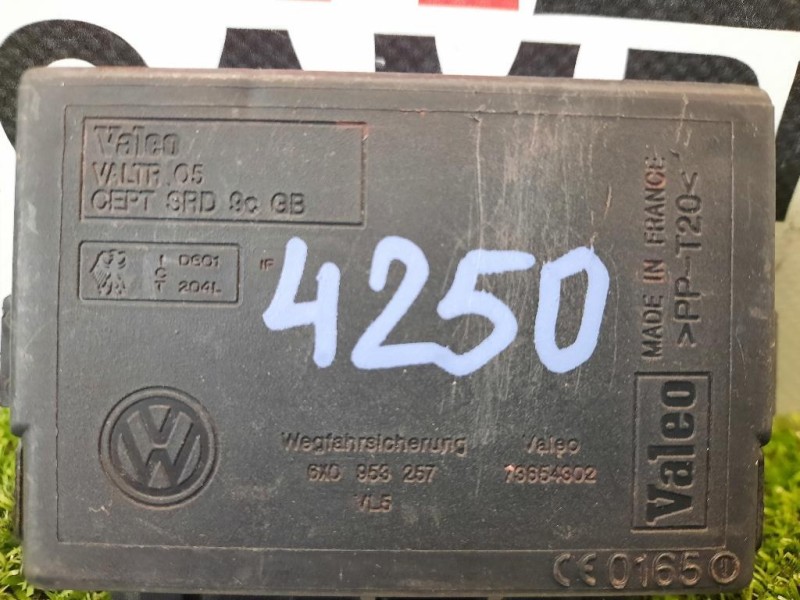 Valeo
VALTR 05
CEPT SRD 9c GB
I DG01
C
T 204L
IF
4250
MADE IN FRANCE
>PP-T20<
Valeo
Wegfahrsicherung
6X0 953 257
VL5
Valeo
73654302
CE 0165